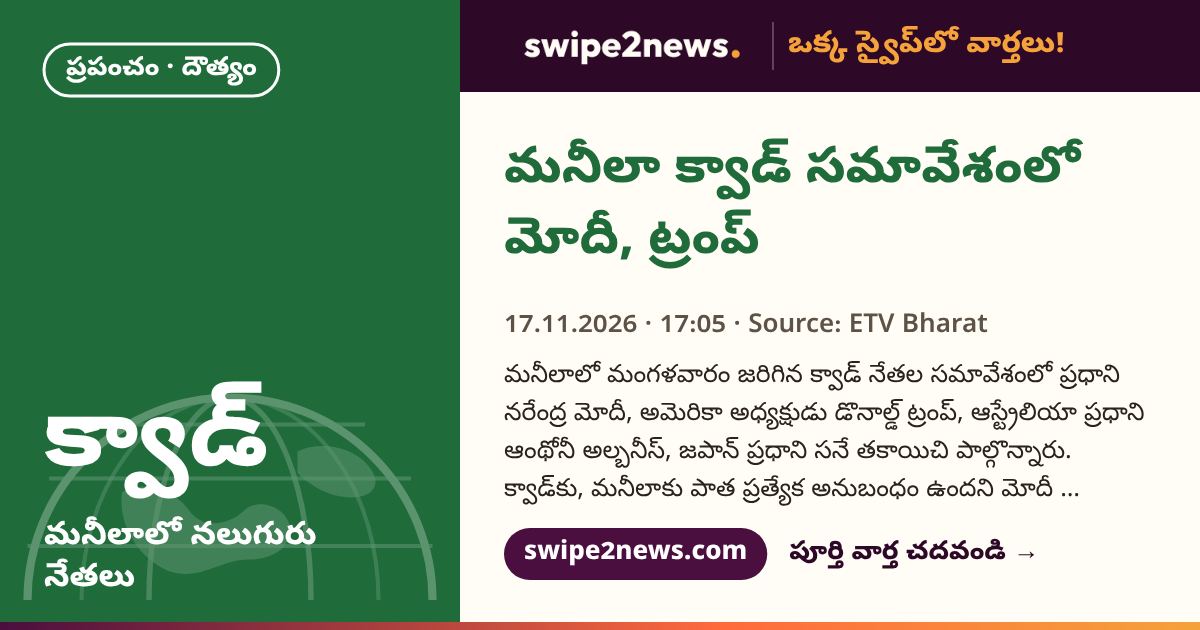 ప్రపంచం · దౌత్యం
క్వాడ్
మనీలాలో నలుగురు
నేతలు
swipe2news.
ఒక్క స్వైప్‌లో వార్తలు!
మనీలా క్వాడ్ సమావేశంలో
మోదీ, ట్రంప్
17.11.2026 · 17:05 · Source: ETV Bharat
మనీలాలో మంగళవారం జరిగిన క్వాడ్ నేతల సమావేశంలో ప్రధాని
నరేంద్ర మోదీ, అమెరికా అధ్యక్షుడు డొనాల్డ్ ట్రంప్, ఆస్ట్రేలియా ప్రధాని
ఆంథోనీ అల్బనీస్, జపాన్ ప్రధాని సనే తకాయిచి పాల్గొన్నారు.
క్వాడ్‌కు, మనీలాకు పాత ప్రత్యేక అనుబంధం ఉందని మోదీ ...
swipe2news.com
పూర్తి వార్త చదవండి →